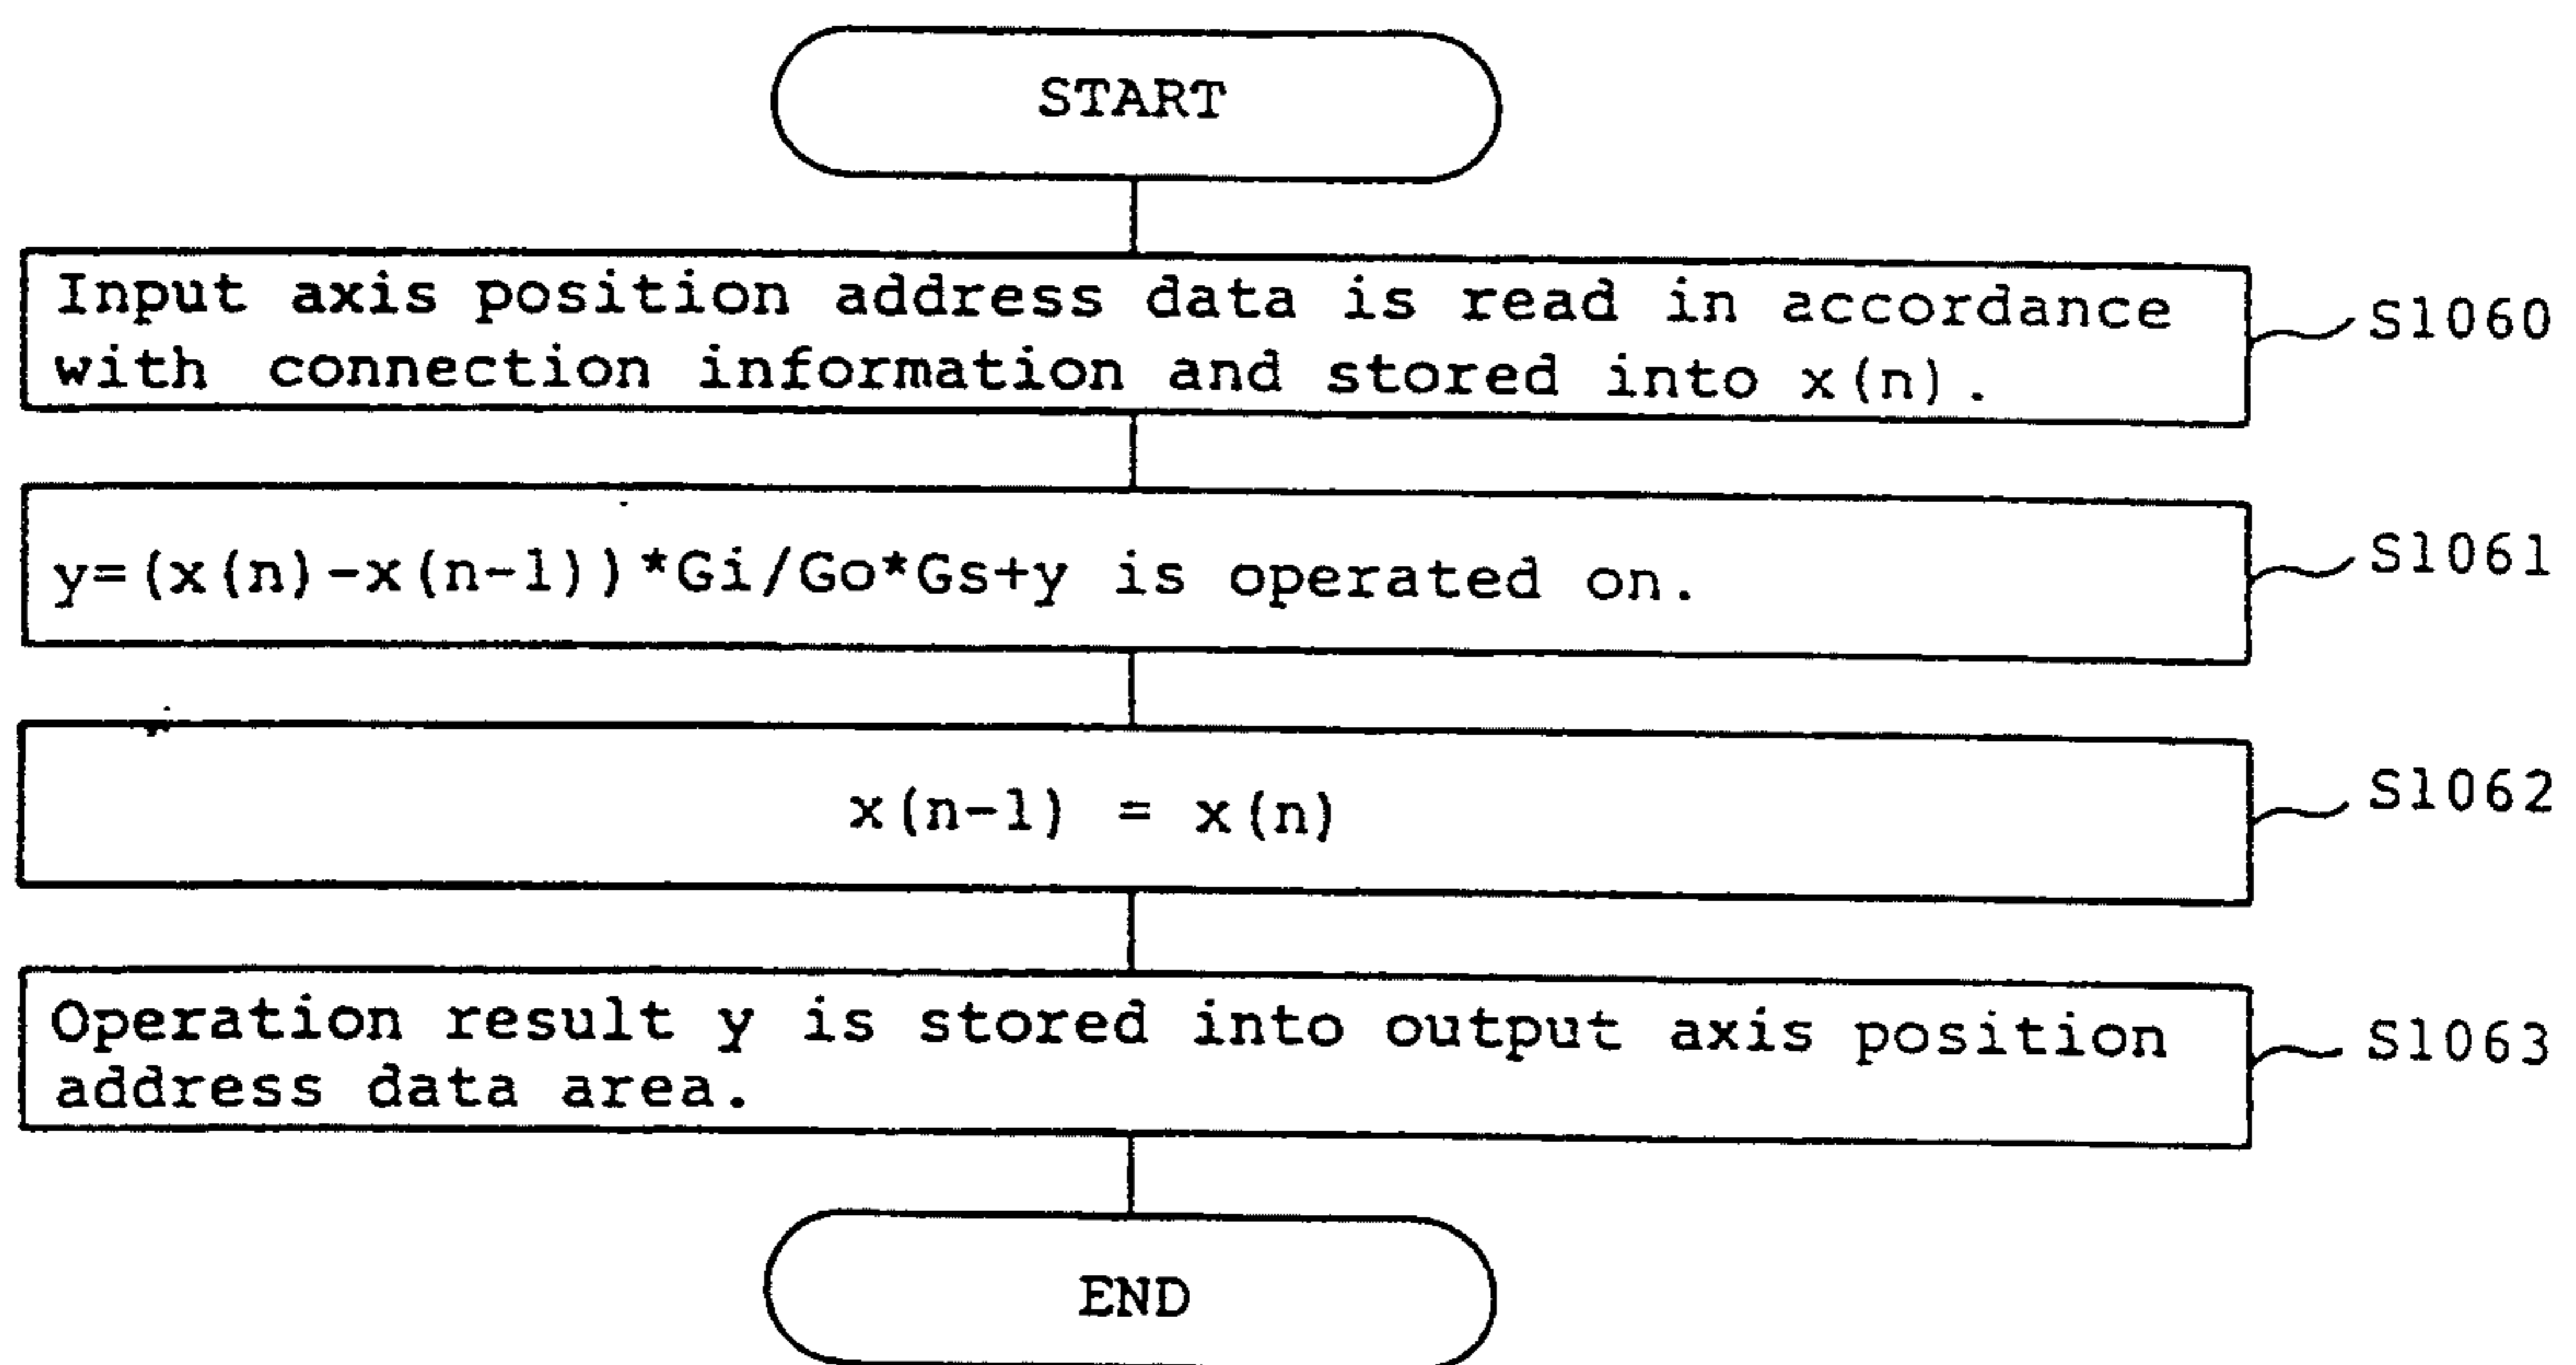 START
Input axis position address data is read in accordance
with connection information and stored into x(n).
S1060
y=(x(n)-x(n-1))*Gi/Go*Gs+y is operated on.
S1061
x(n-1) = x(n)
S1062
Operation result y is stored into output axis position
address data area.
S1063
END